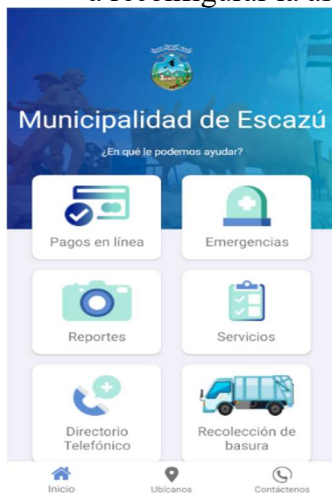 Municipalidad de Escazú
¿En qué le podemos ayudar?
Pagos en línea
Emergencias
Reportes
Servicios
Directorio
Telefónico
Recolección de
basura
Inicio
Ubicanos
Contáctenos